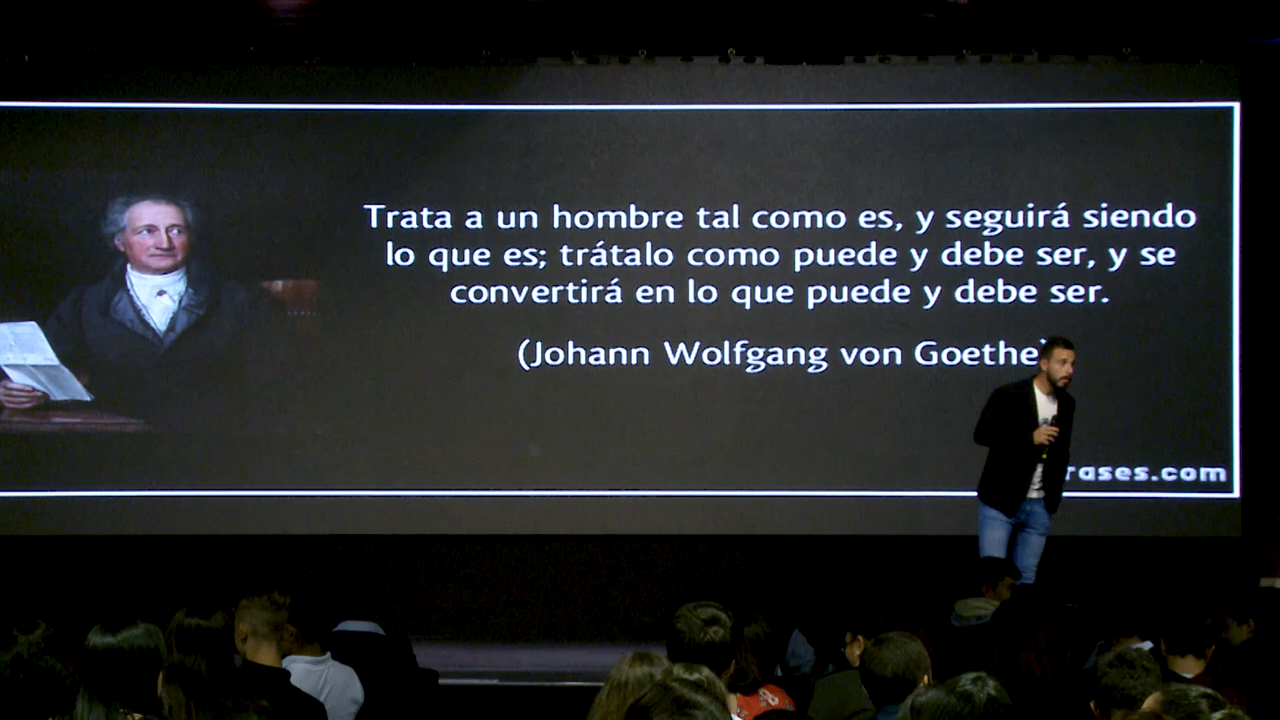 Trata a un hombre tal como es, y seguirá siendo
lo que es; trátalo como puede y debe ser, y se
convertirá en lo que puede y debe ser.
(Johann Wolfgang von Goethe)
rases.com